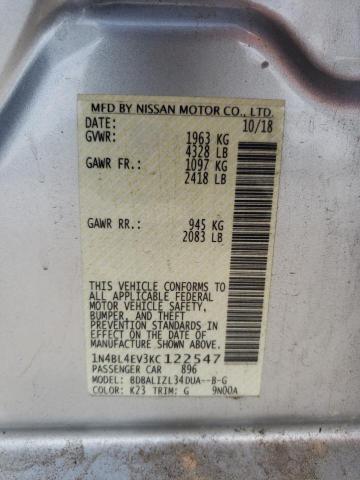 MFD BY NISSAN MOTOR CO., LTD.
DATE: 10/18
GVWR: 1963 KG
4328 LB
GAWR FR: 1097 KG
2418 LB
GAWR RR: 945 KG
2083 LB
THIS VEHICLE CONFORMS TO
ALL APPLICABLE FEDERAL
MOTOR VEHICLE SAFETY,
BUMPER, AND THEFT
PREVENTION STANDARDS
IN EFFECT ON THE DATE OF
MANUFACTURE SHOWN ABOVE.
1N4BL4EV3KC122547
PASSENGER CAR 896
MODEL: BDBALIZL34DUA--B-G
COLOR: K23 TRIM: G 9N00A